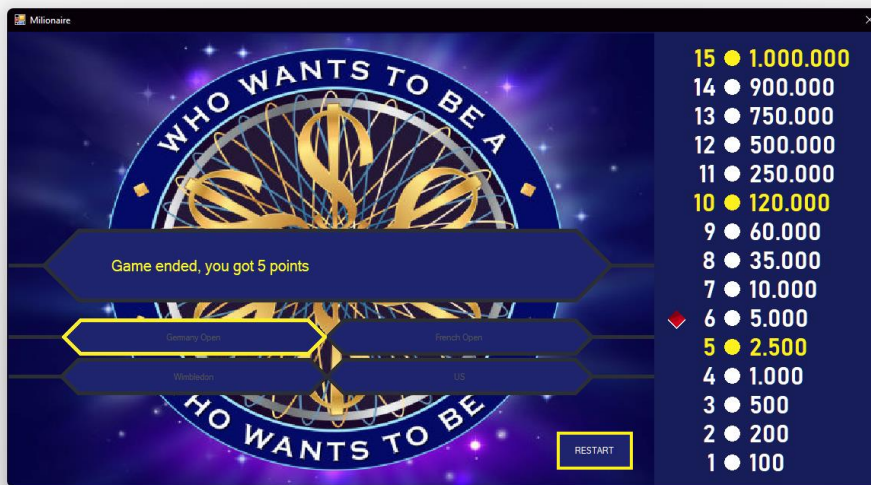 Milionaire
WHO WANTS TO BE A
Game ended, you got 5 points
Germany Open
French Open
Wimbledon
US
HO WANTS TO BE
RESTART
15 1.000.000
14 900.000
13 750.000
12 500.000
11 250.000
10 120.000
9 60.000
8 35.000
7 10.000
6 5.000
5 2.500
4 1.000
3 500
2 200
1 100